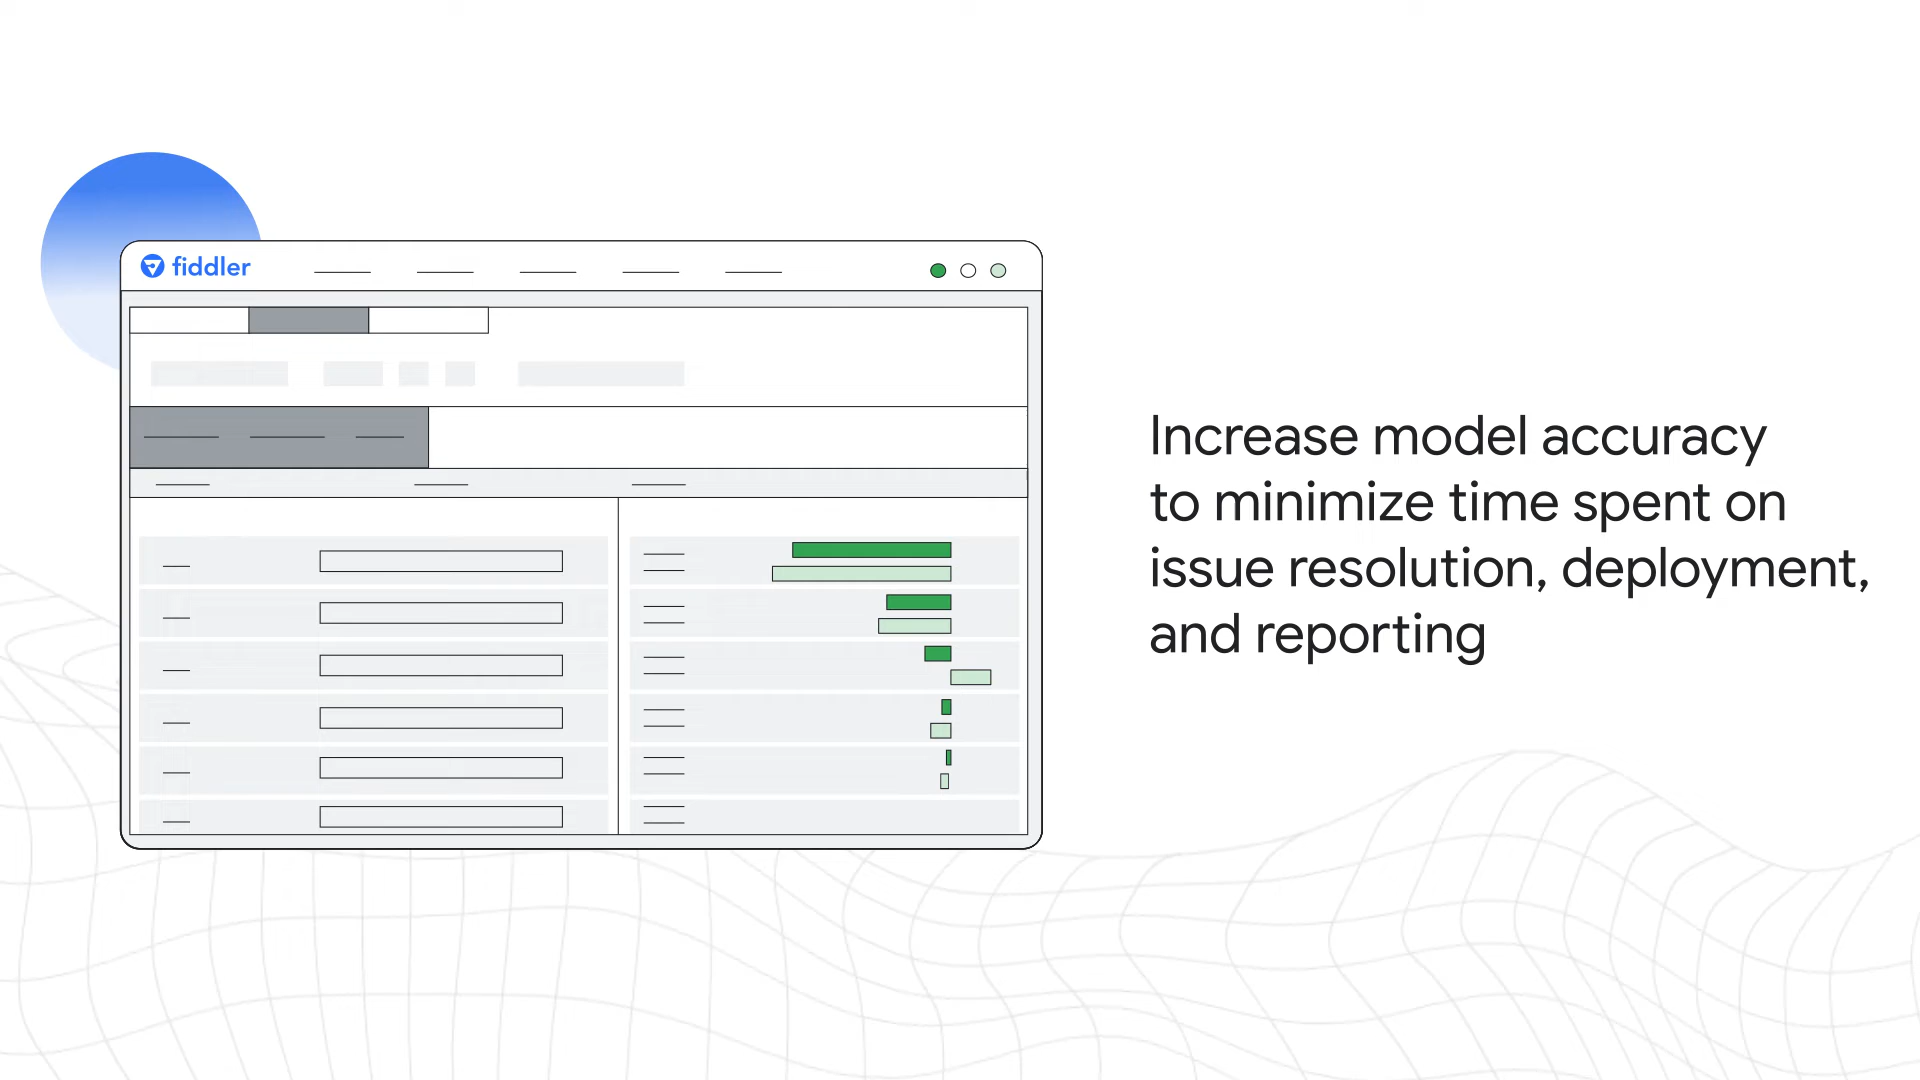 fiddler
Increase model accuracy
to minimize time spent on
issue resolution, deployment,
and reporting